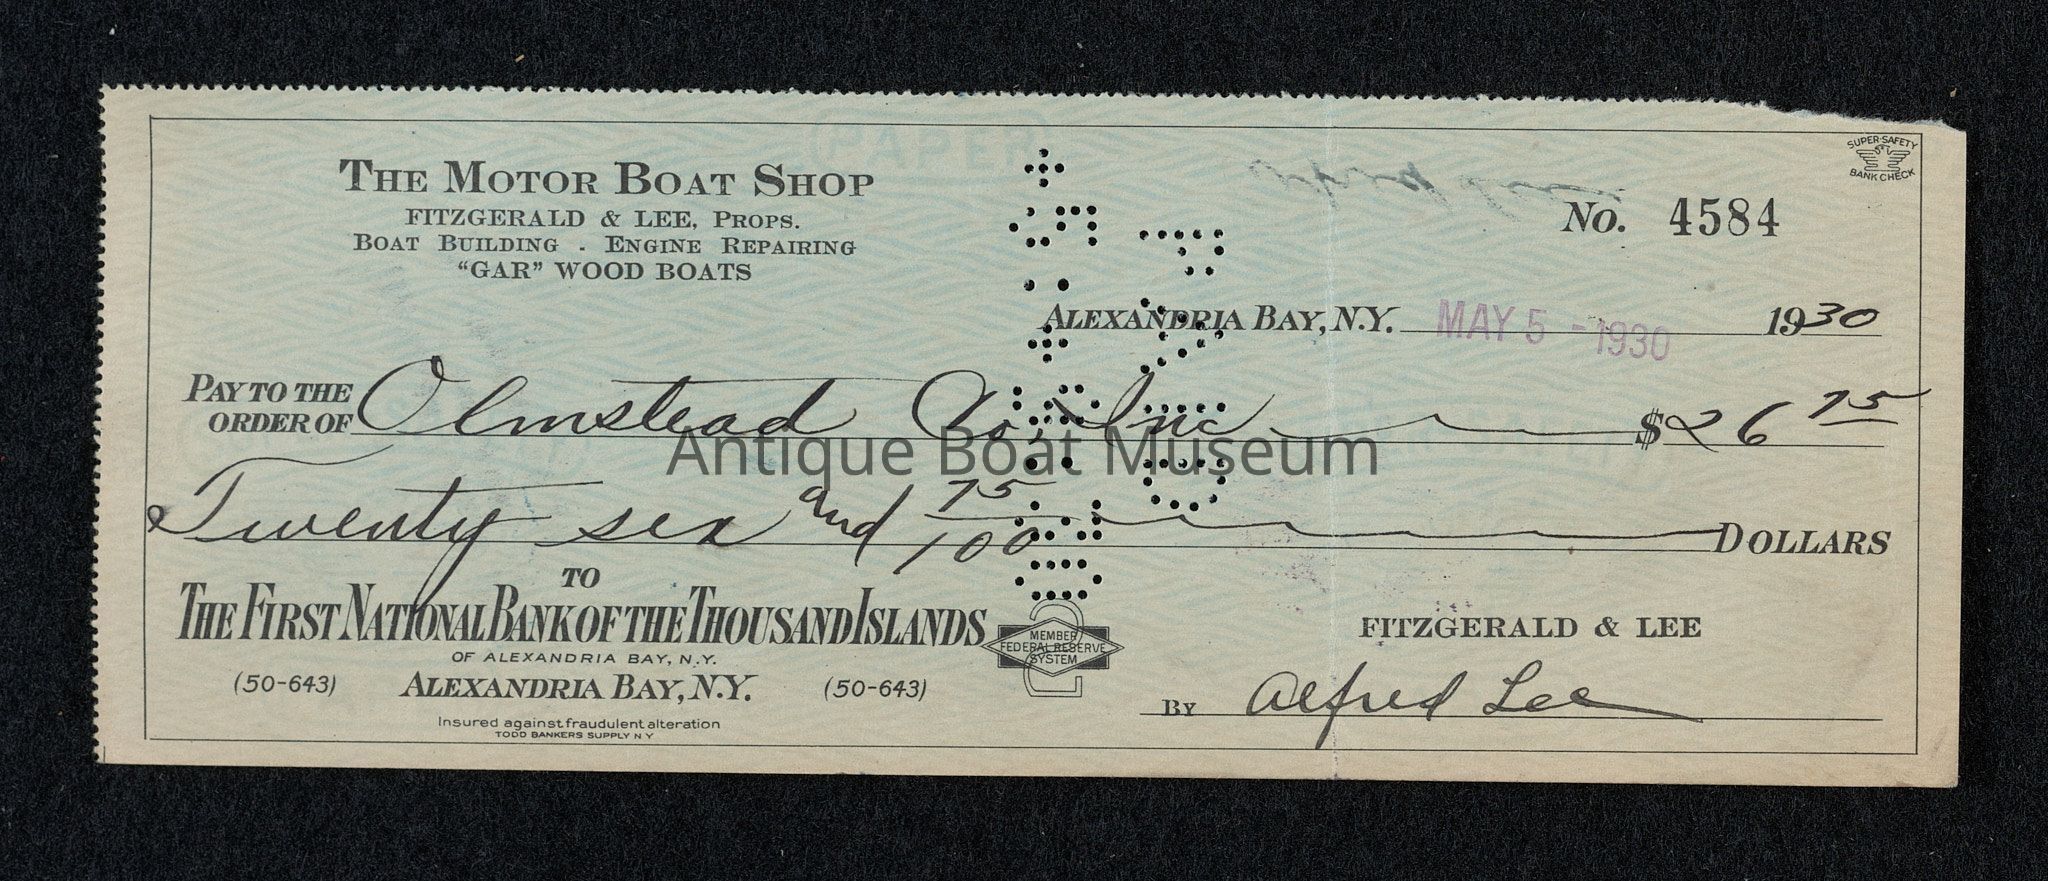 SUPER-SAFETY
BANK CHECK
THE MOTOR BOAT SHOP
FITZGERALD & LEE, PROPS.
BOAT BUILDING . ENGINE REPAIRING
"GAR" WOOD BOATS
No. 4584
ALEXANDRIA BAY, N.Y. MAY 5 - 1930 1930
PAY TO THE
ORDER OF Olmstead Co. Inc $26 75
Antique Boat Museum
Twenty six and 75/100 DOLLARS
TO
THE FIRST NATIONAL BANK OF THE THOUSAND ISLANDS
OF ALEXANDRIA BAY, N.Y.
(50-643) ALEXANDRIA BAY, N.Y. (50-643)
MEMBER
FEDERAL RESERVE
SYSTEM
Insured against fraudulent alteration
TODD BANKERS SUPPLY N Y
FITZGERALD & LEE
BY Alfred Lee